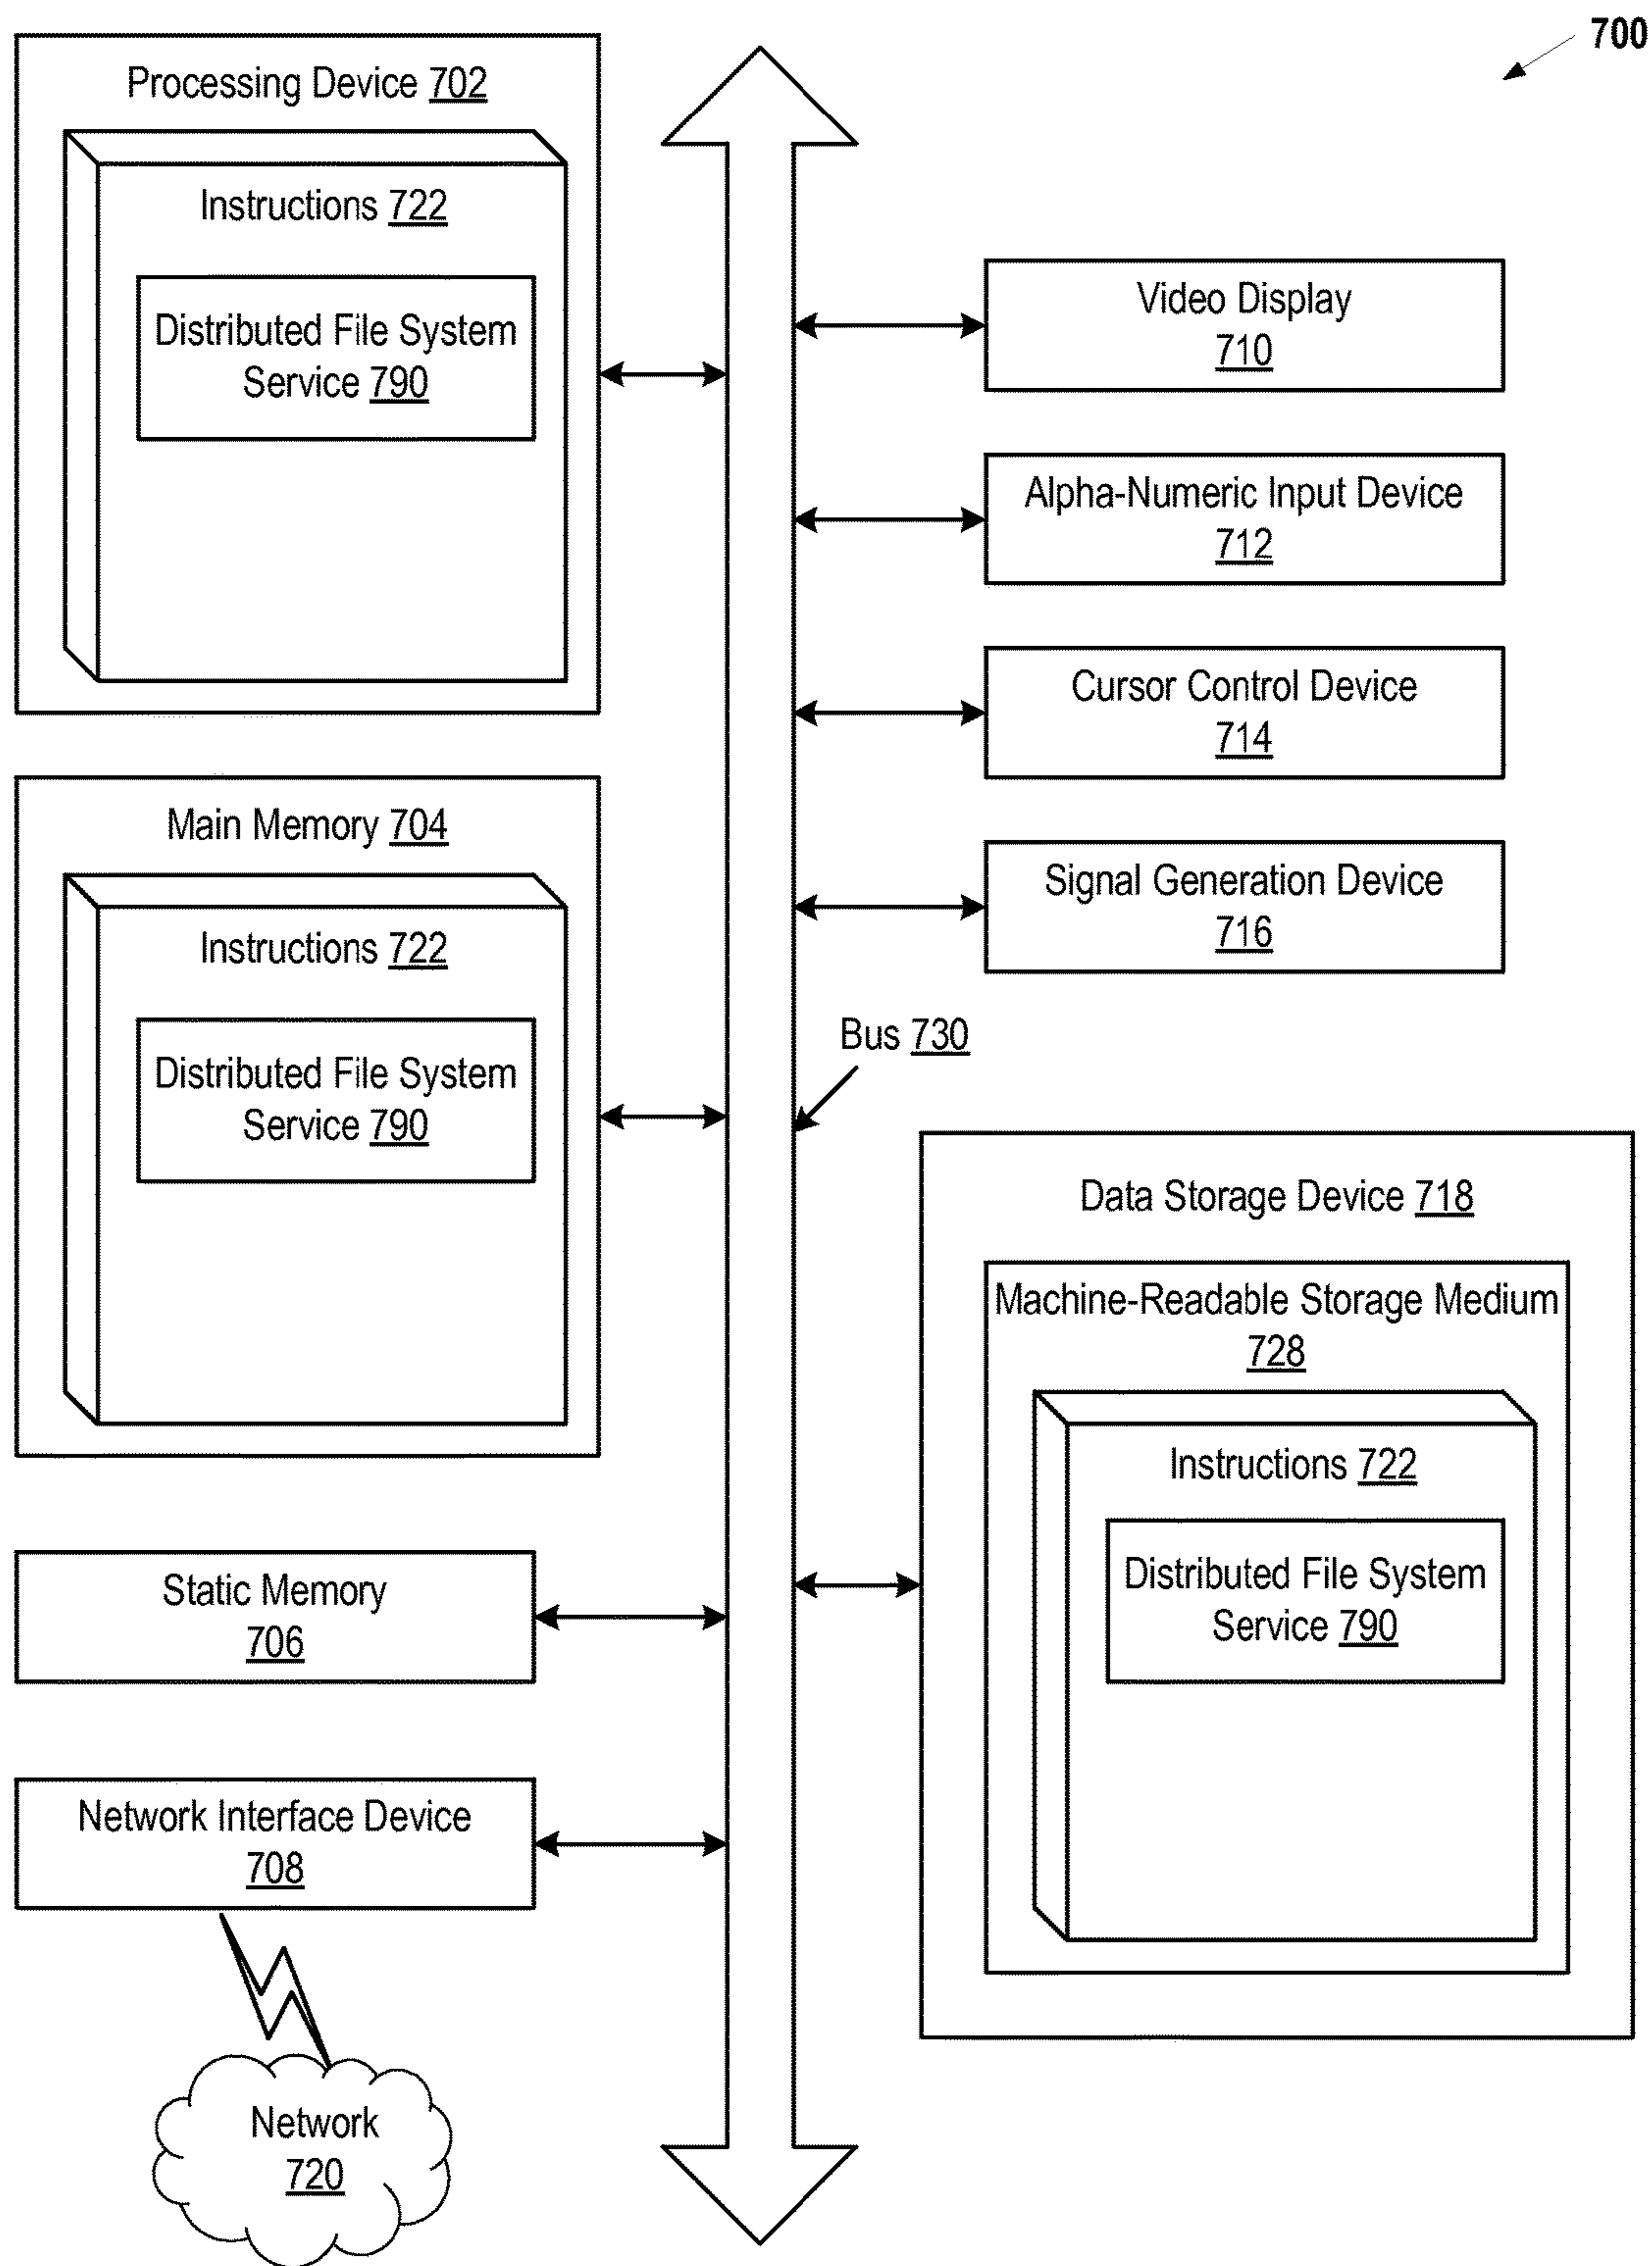 700
Processing Device 702
Instructions 722
Distributed File System
Service 790
Main Memory 704
Instructions 722
Distributed File System
Service 790
Static Memory
706
Network Interface Device
708
Network
720
Video Display
710
Alpha-Numeric Input Device
712
Cursor Control Device
714
Signal Generation Device
716
Bus 730
Data Storage Device 718
Machine-Readable Storage Medium
728
Instructions 722
Distributed File System
Service 790